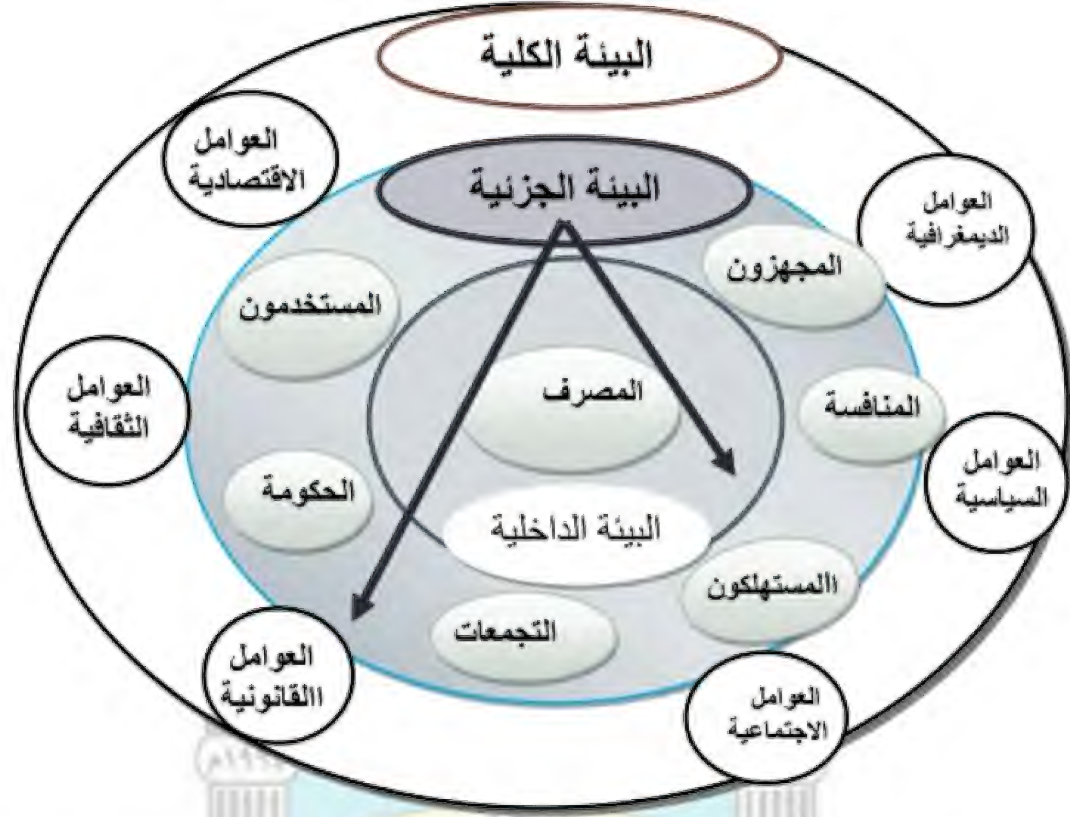 البيئة الكلية
العوامل
الاقتصادية
العوامل
الديمغرافية
البيئة الجزئية
المجهزون
المستخدمون
المصرف
المنافسة
العوامل
الثقافية
العوامل
السياسية
الحكومة
البيئة الداخلية
االمستهلكون
التجمعات
العوامل
االقانونية
العوامل
الاجتماعية